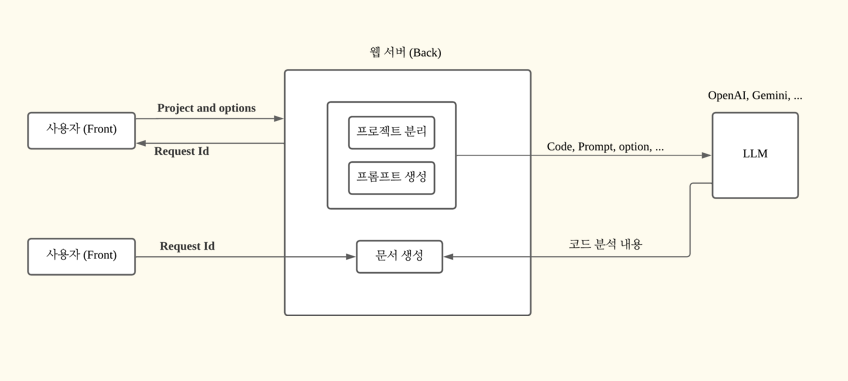 웹 서버 (Back)
OpenAI, Gemini, ...
Project and options
사용자 (Front)
프로젝트 분리
Request Id
Code, Prompt, option, ...
LLM
프롬프트 생성
Request Id
코드 분석 내용
사용자 (Front)
문서 생성